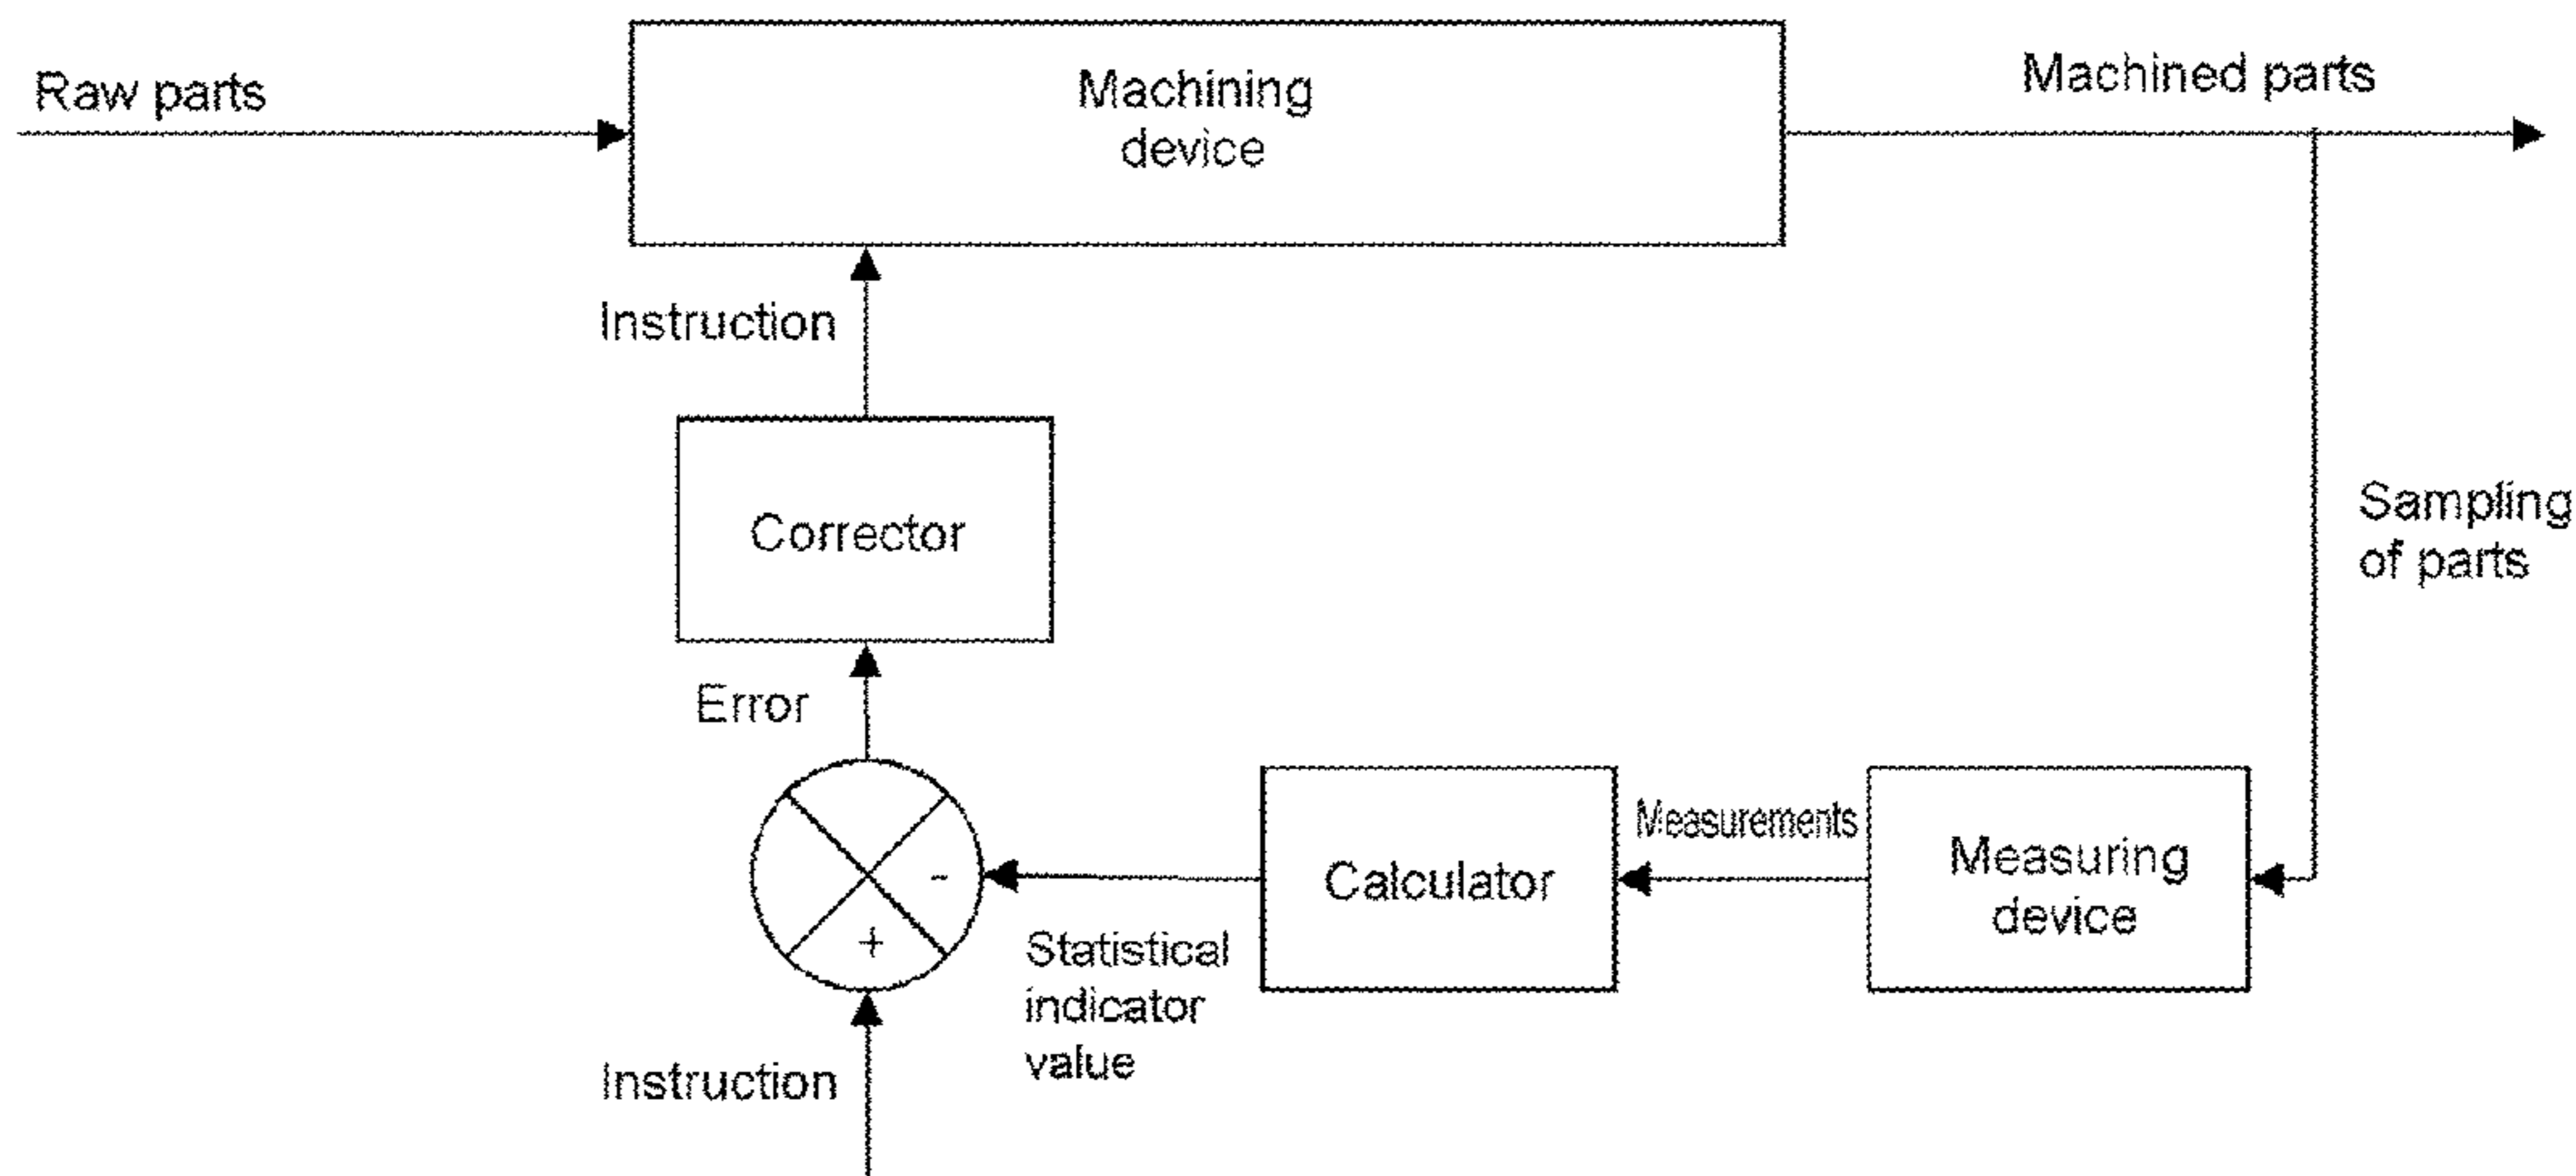 Raw parts
Machining
device
Machined parts
Instruction
Corrector
Sampling
of parts
Error
Measurements
Calculator
Measuring
device
-
+
Statistical
indicator
value
Instruction